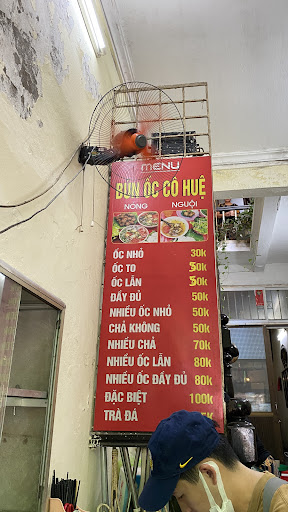 MENU
BÚN ỐC CÔ HUỆ
NÓNG NGUỘI
ỐC NHỎ 30k
ỐC TO 50k
ỐC LẪN 50k
ĐẦY ĐỦ 50k
NHIỀU ỐC NHỎ 50k
CHẢ KHÔNG 50k
NHIỀU CHẢ 70k
NHIỀU ỐC LẪN 80k
NHIỀU ỐC ĐẦY ĐỦ 80k
ĐẶC BIỆT 100k
TRÀ ĐÁ